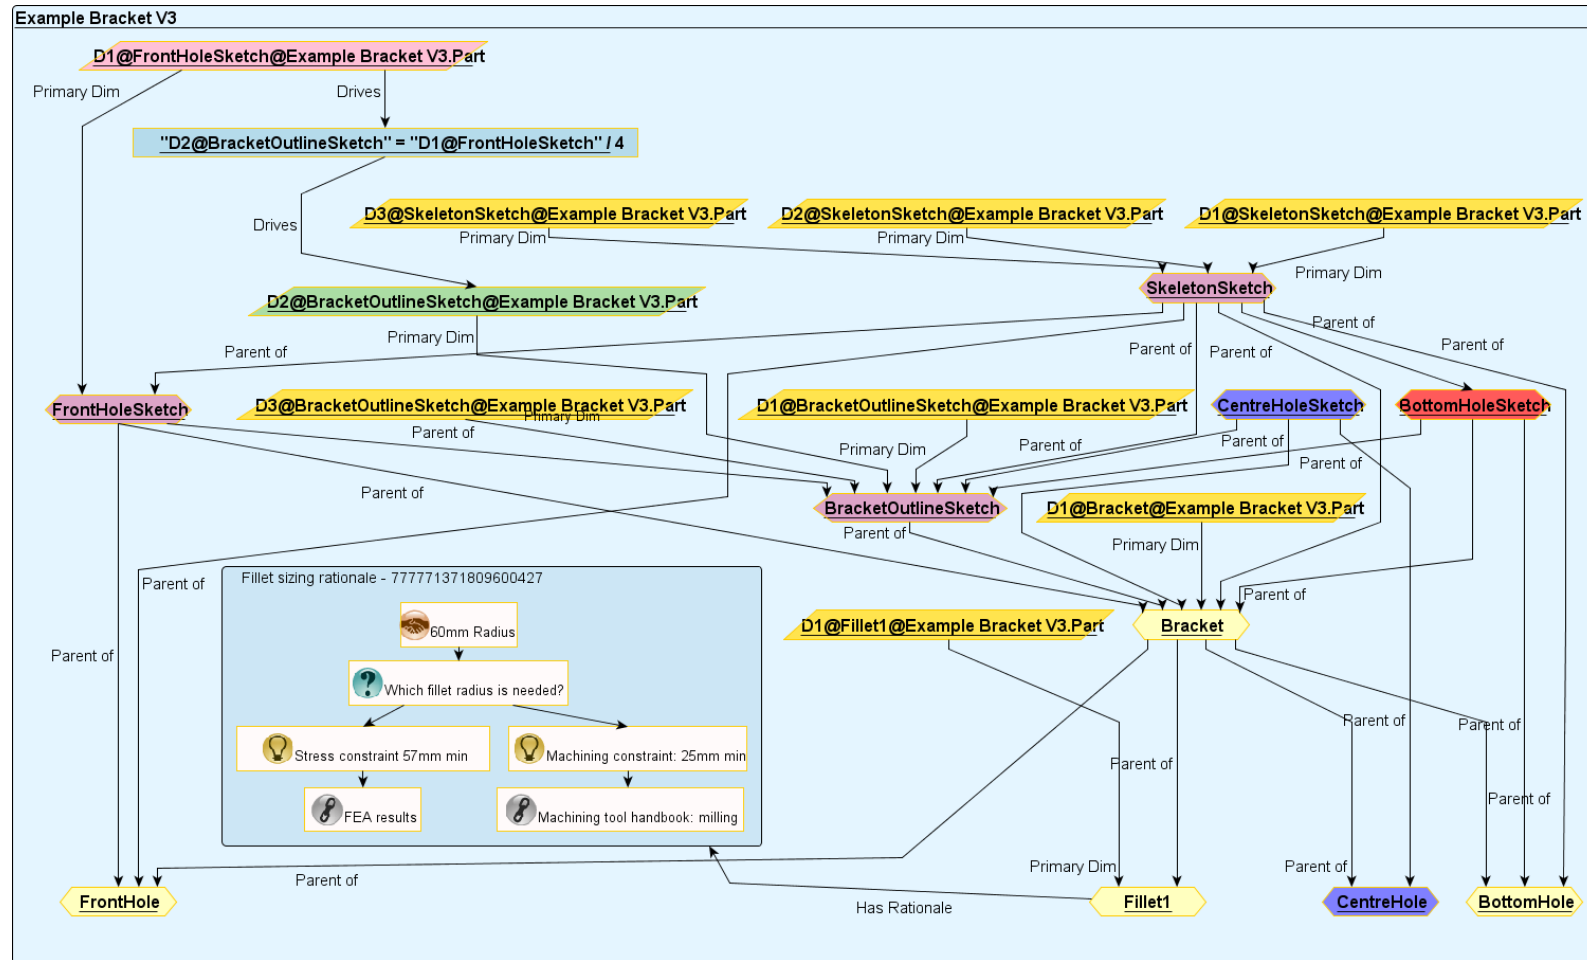 Example Bracket V3
D1@FrontHoleSketch@Example Bracket V3.Part
Primary Dim
Drives
"D2@BracketOutlineSketch" = "D1@FrontHoleSketch" / 4
D3@SkeletonSketch@Example Bracket V3.Part
D2@SkeletonSketch@Example Bracket V3.Part
D1@SkeletonSketch@Example Bracket V3.Part
Drives
Primary Dim
Primary Dim
Primary Dim
SkeletonSketch
D2@BracketOutlineSketch@Example Bracket V3.Part
Parent of
Primary Dim
Parent of
Parent of
Parent of
Parent of
FrontHoleSketch
D3@BracketOutlineSketch@Example Bracket V3.Part
Primary Dim
D1@BracketOutlineSketch@Example Bracket V3.Part
CentreHoleSketch
BottomHoleSketch
Parent of
Primary Dim
Parent of
Parent of
Parent of
Parent of
BracketOutlineSketch
D1@Bracket@Example Bracket V3.Part
Parent of
Primary Dim
Parent of
Fillet sizing rationale - 777771371809600427
Parent of
60mm Radius
D1@Fillet1@Example Bracket V3.Part
Bracket
Parent of
Which fillet radius is needed?
Stress constraint 57mm min
Machining constraint: 25mm min
Parent of
Parent of
Parent of
FEA results
Machining tool handbook: milling
Parent of
Parent of
Primary Dim
Parent of
FrontHole
Has Rationale
Fillet1
CentreHole
BottomHole